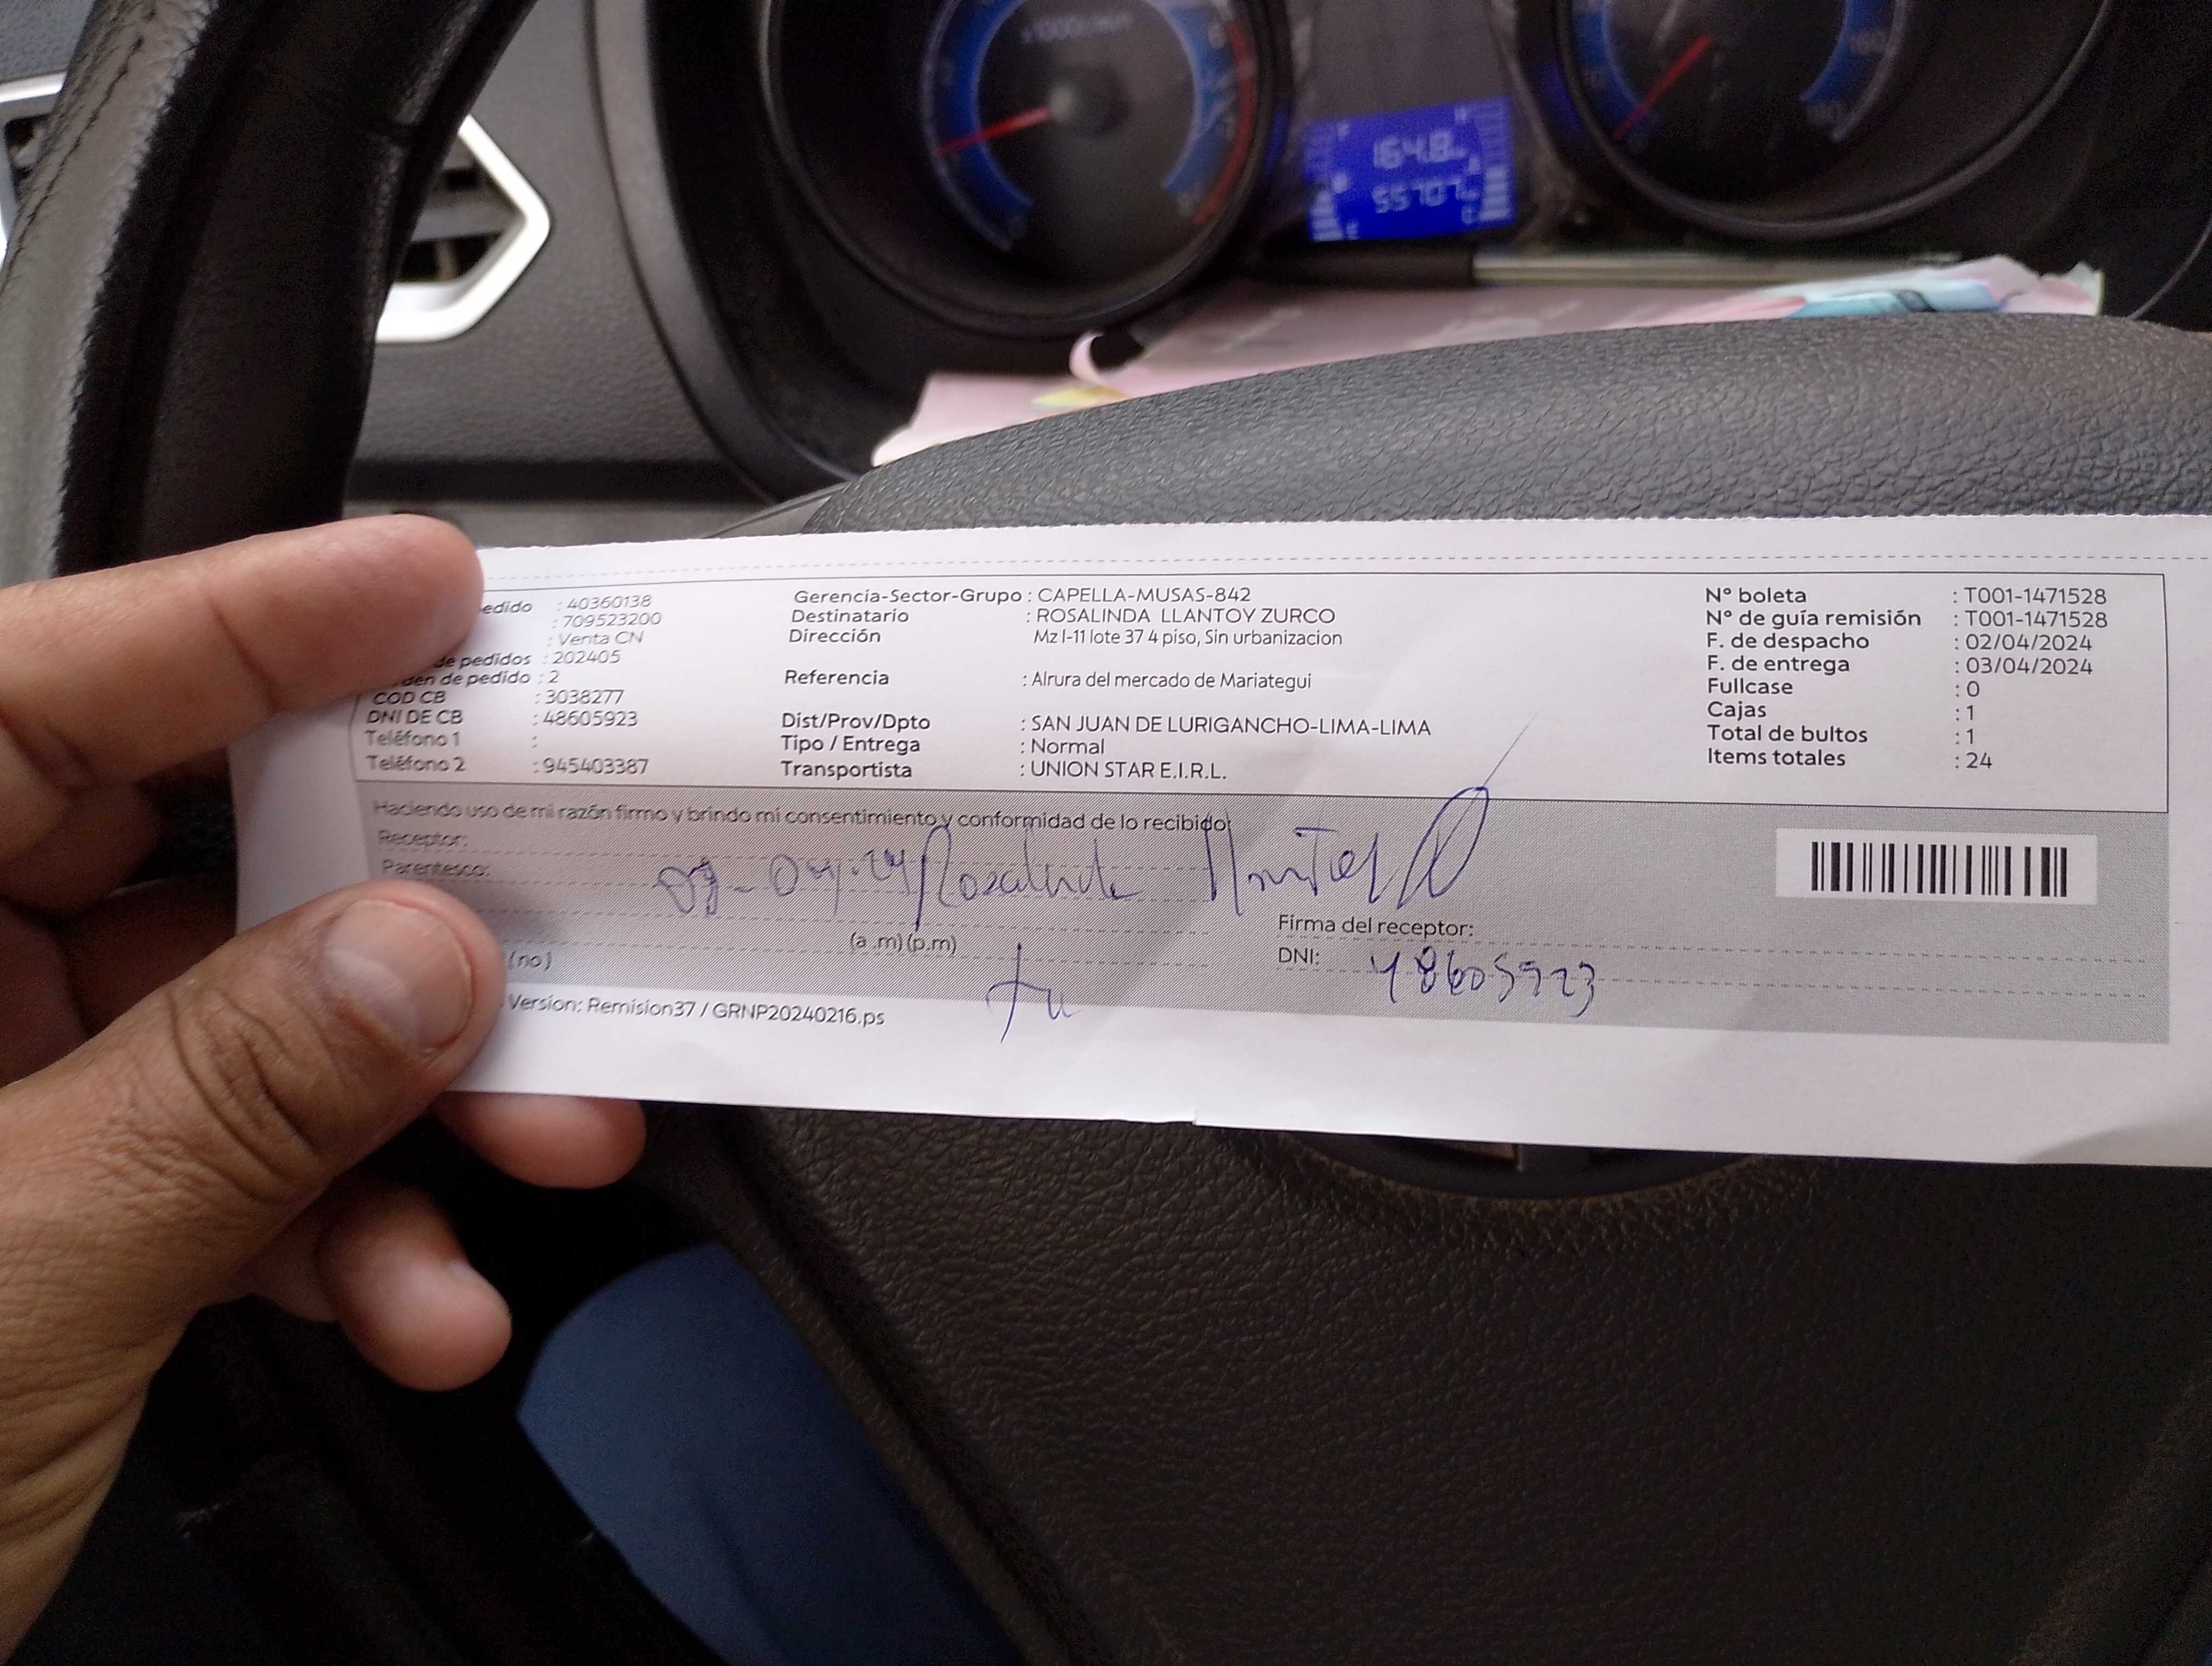 edido : 40360138
: 709523200
: Venta CN
de pedidos : 202405
den de pedido : 2
COD CB : 3038277
DNI DE CB : 48605923
Teléfono 1 :
Teléfono 2 : 945403387
Gerencia-Sector-Grupo : CAPELLA-MUSAS-842
Destinatario : ROSALINDA LLANTOY ZURCO
Dirección Mz I-11 lote 37 4 piso, Sin urbanizacion
Referencia : Alrura del mercado de Mariategui
Dist/Prov/Dpto : SAN JUAN DE LURIGANCHO-LIMA-LIMA
Tipo / Entrega : Normal
Transportista : UNION STAR E.I.R.L.
N° boleta : T001-1471528
N° de guía remisión : T001-1471528
F. de despacho : 02/04/2024
F. de entrega : 03/04/2024
Fullcase : 0
Cajas : 1
Total de bultos : 1
Items totales : 24
Haciendo uso de mi razón firmo y brindo mi consentimiento y conformidad de lo recibido:
Receptor:
Parentesco:
Rosalinda
(a .m) (p.m)
Firma del receptor:
(no)
DNI: 48605923
Version: Remision37 / GRNP20240216.ps
164.8
55707